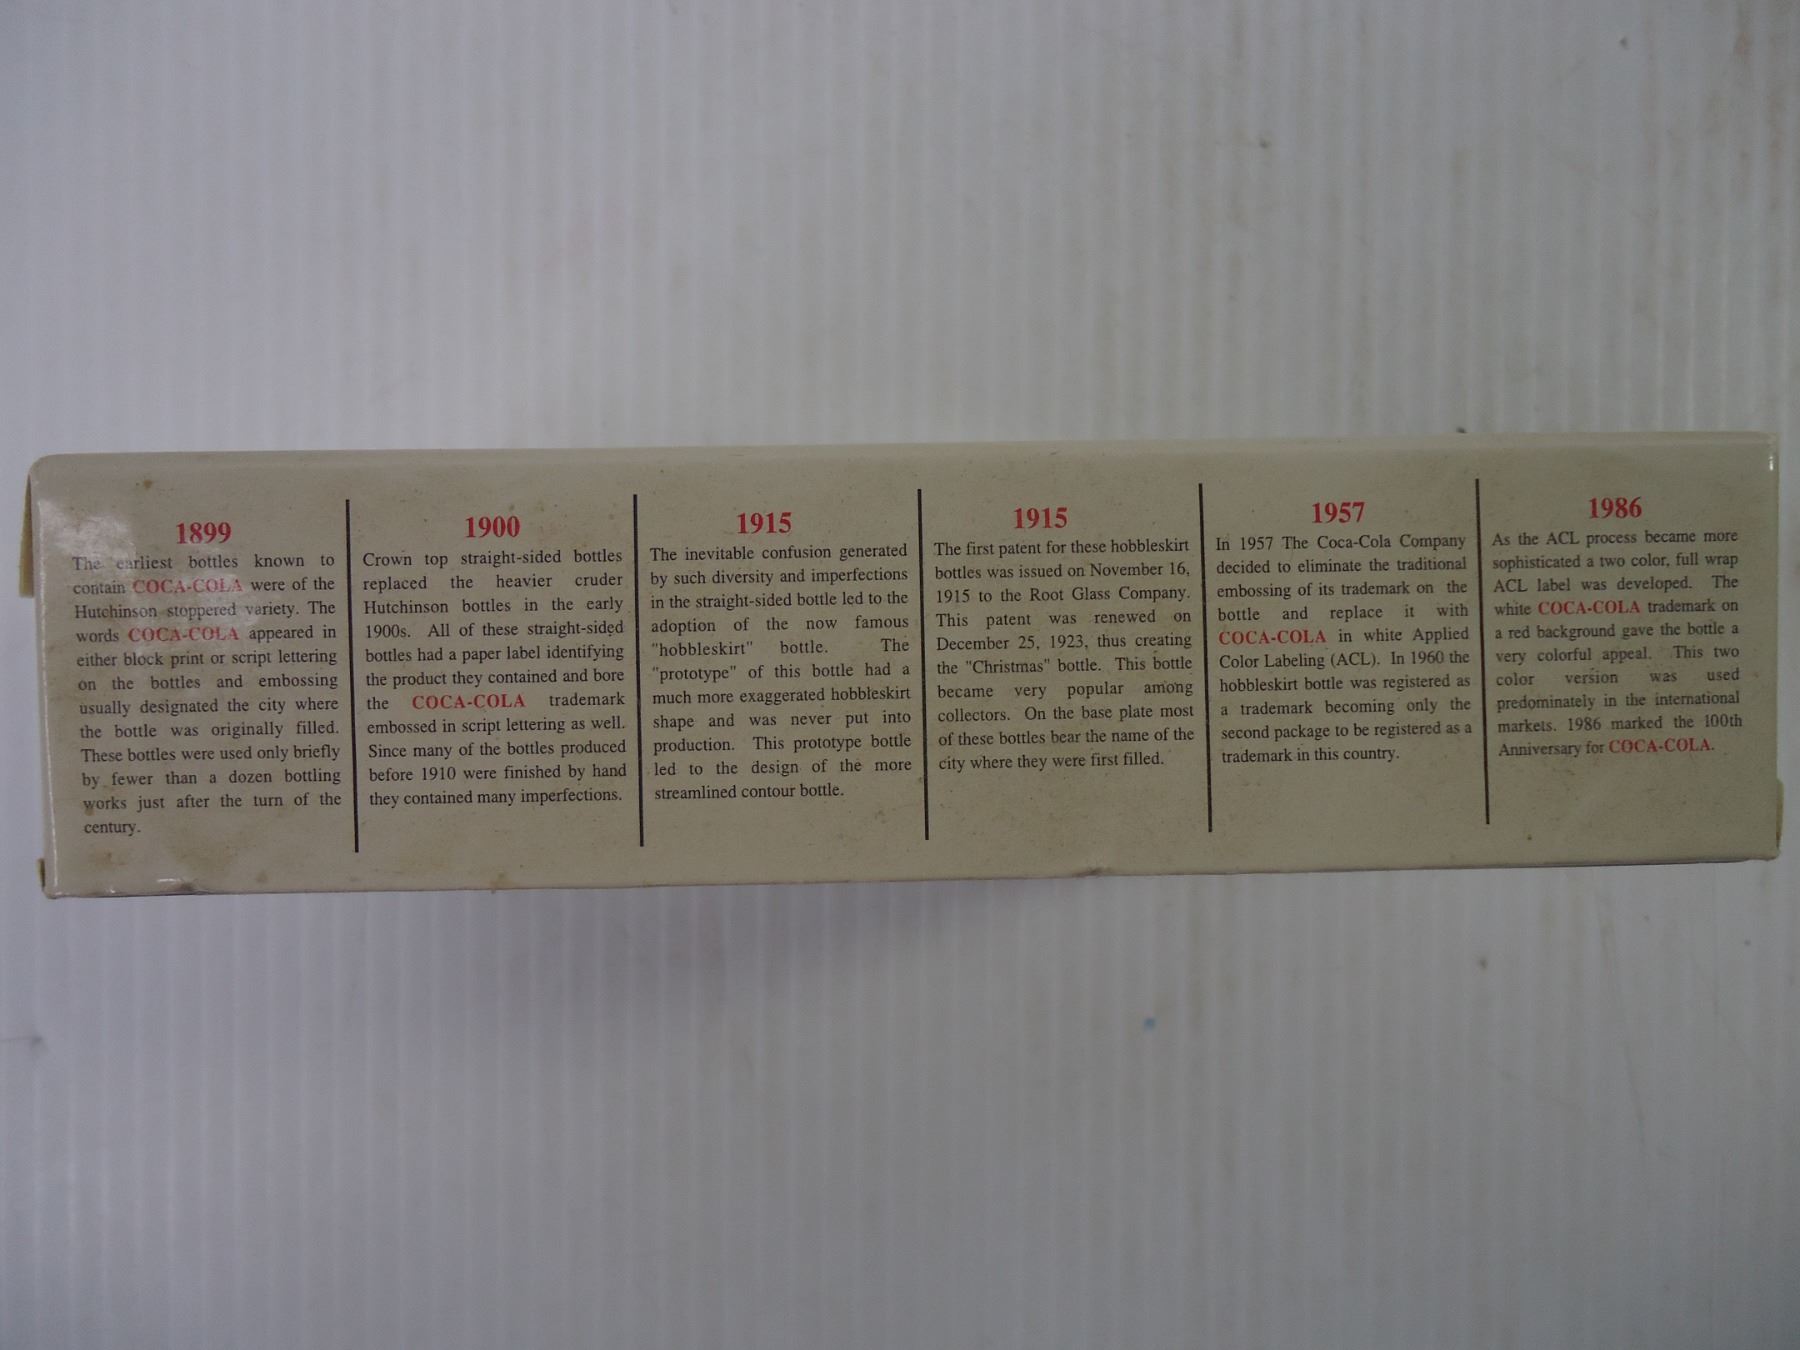 1899
The earliest bottles known to
contain COCA-COLA were of the
Hutchinson stoppered variety. The
words COCA-COLA appeared in
either block print or script lettering
on the bottles and embossing
usually designated the city where
the bottle was originally filled.
These bottles were used only briefly
by fewer than a dozen bottling
works just after the turn of the
century.
1900
Crown top straight-sided bottles
replaced the heavier cruder
Hutchinson bottles in the early
1900s. All of these straight-sided
bottles had a paper label identifying
the product they contained and bore
the COCA-COLA trademark
embossed in script lettering as well.
Since many of the bottles produced
before 1910 were finished by hand
they contained many imperfections.
1915
The inevitable confusion generated
by such diversity and imperfections
in the straight-sided bottle led to the
adoption of the now famous
"hobbleskirt" bottle. The
"prototype" of this bottle had a
much more exaggerated hobbleskirt
shape and was never put into
production. This prototype bottle
led to the design of the more
streamlined contour bottle.
1915
The first patent for these hobbleskirt
bottles was issued on November 16,
1915 to the Root Glass Company.
This patent was renewed on
December 25, 1923, thus creating
the "Christmas" bottle. This bottle
became very popular among
collectors. On the base plate most
of these bottles bear the name of the
city where they were first filled.
1957
In 1957 The Coca-Cola Company
decided to eliminate the traditional
embossing of its trademark on the
bottle and replace it with
COCA-COLA in white Applied
Color Labeling (ACL). In 1960 the
hobbleskirt bottle was registered as
a trademark becoming only the
second package to be registered as a
trademark in this country.
1986
As the ACL process became more
sophisticated a two color, full wrap
ACL label was developed. The
white COCA-COLA trademark on
a red background gave the bottle a
very colorful appeal. This two
color version was used
predominately in the international
markets. 1986 marked the 100th
Anniversary for COCA-COLA.